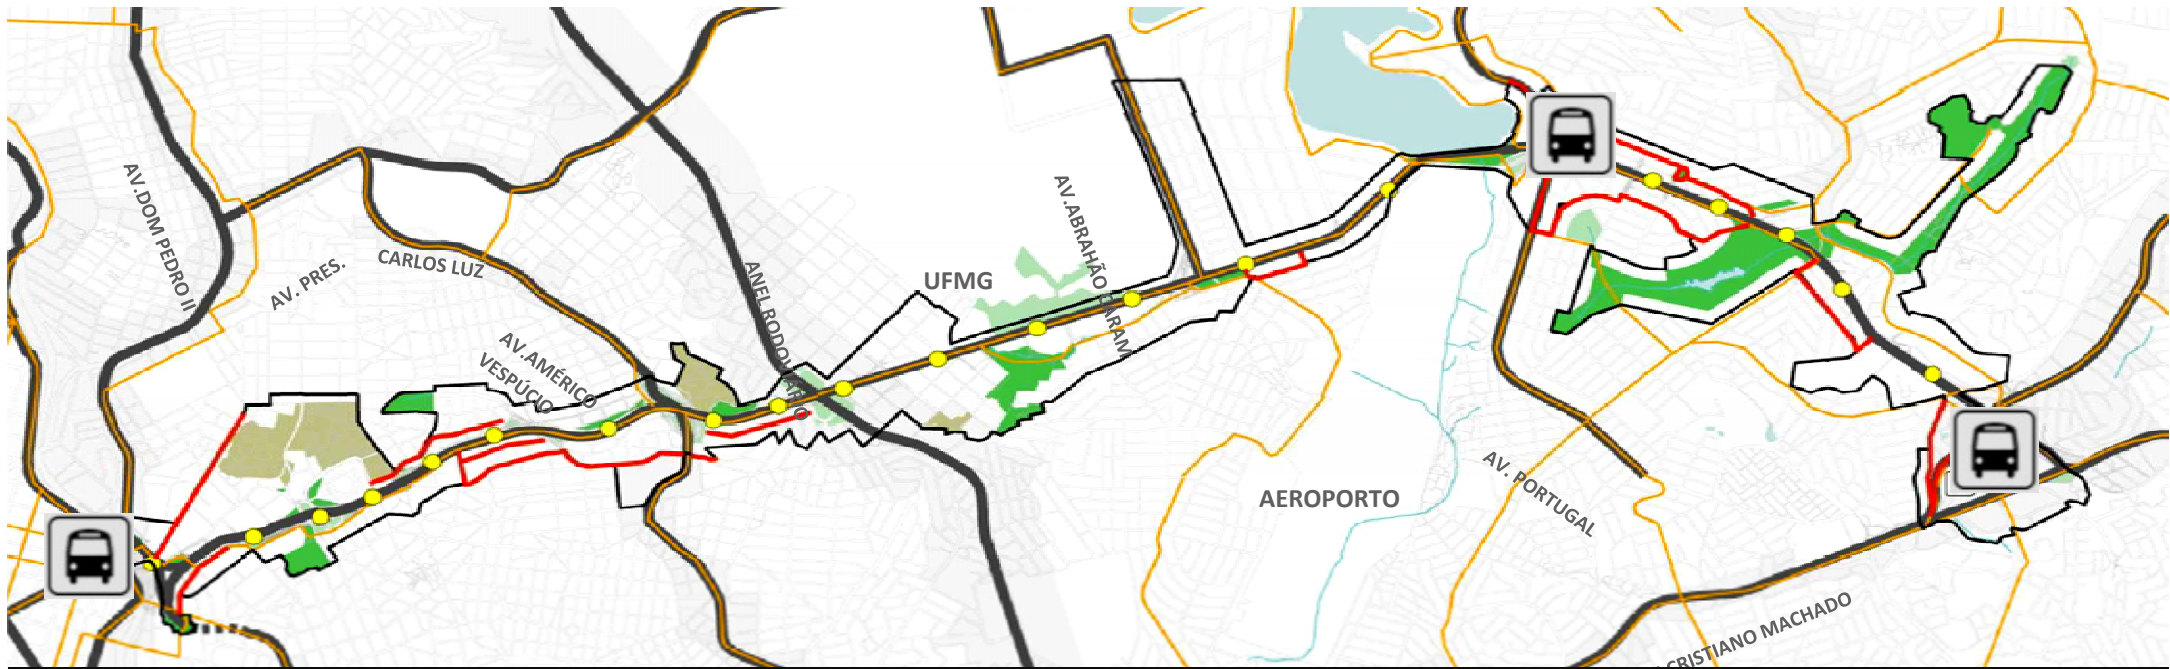 AV.DOM PEDRO II
AV. PRES.
CARLOS LUZ
AV.AMÉRICO
VESPÚCIO
ANEL RODOVIÁRIO
UFMG
AV.ABRAHÃO CARAM
AEROPORTO
AV. PORTUGAL
CRISTIANO MACHADO